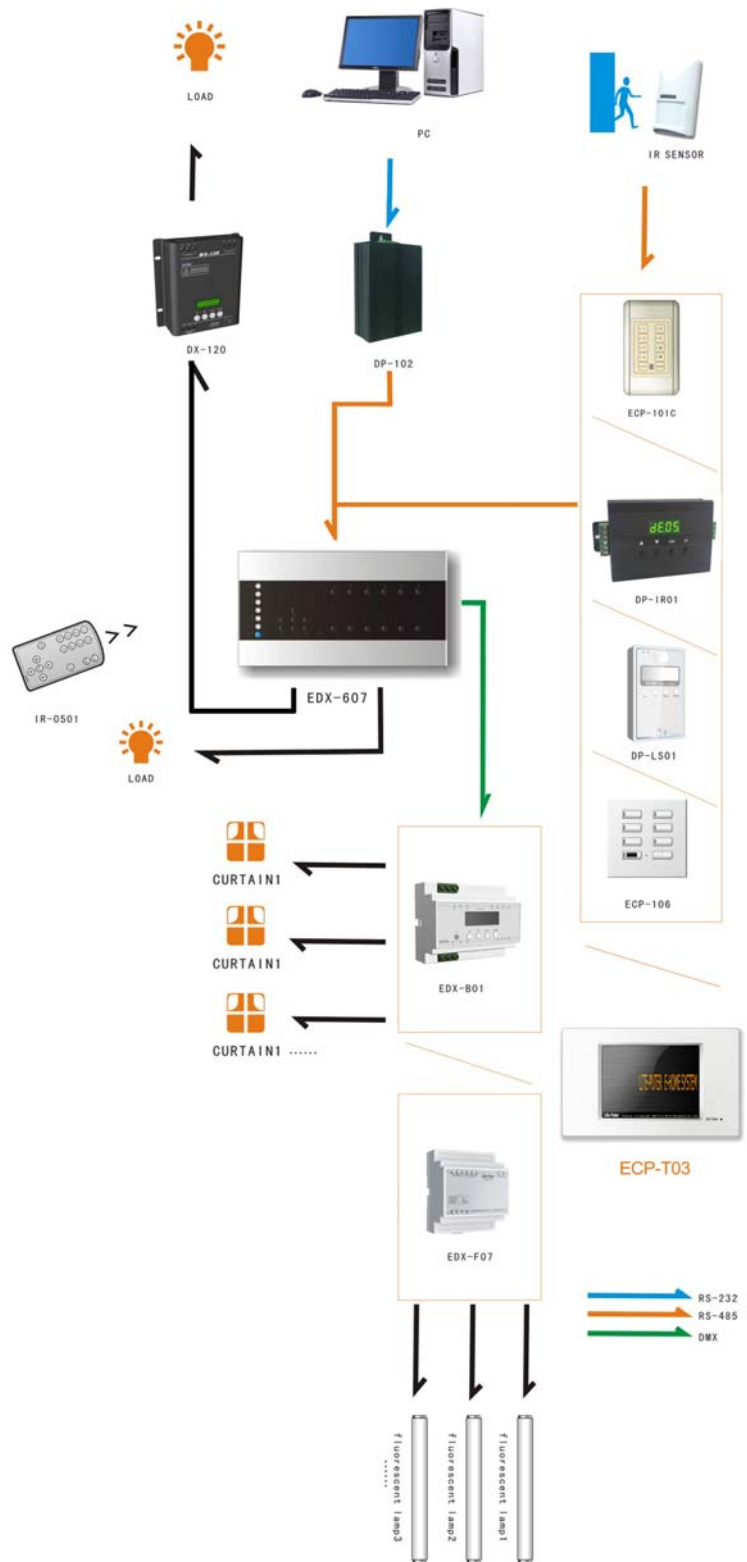 LOAD
PC
IR SENSOR
DX-120
DP-102
ECP-101C
dE.05.
DP-IR01
EDX-607
IR-0501
LOAD
DP-LS01
ECP-106
CURTAIN1
CURTAIN1
CURTAIN1 ......
EDX-B01
ECP-T03
EDX-F07
RS-232
RS-485
DMX
fluorescent lamp3
......
fluorescent lamp2
fluorescent lamp1